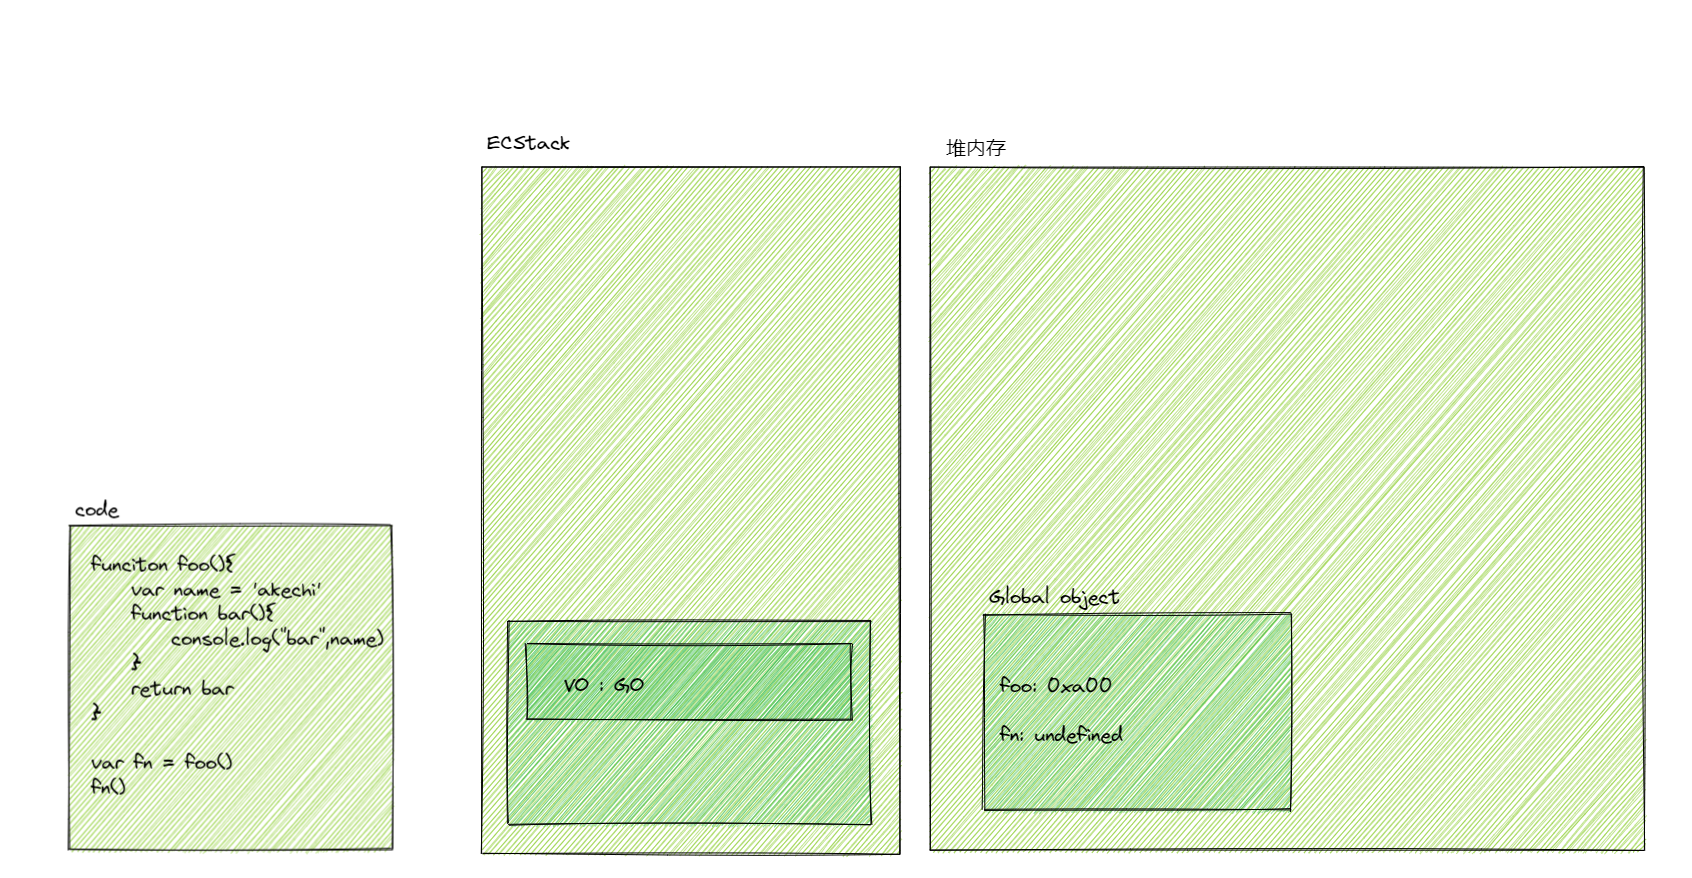 ECStack
堆内存
code
funciton foo(){
var name = 'akechi'
function bar(){
console.log("bar",name)
}
return bar
}
var fn = foo()
fn()
VO : GO
Global object
foo: 0xa00
fn: undefined